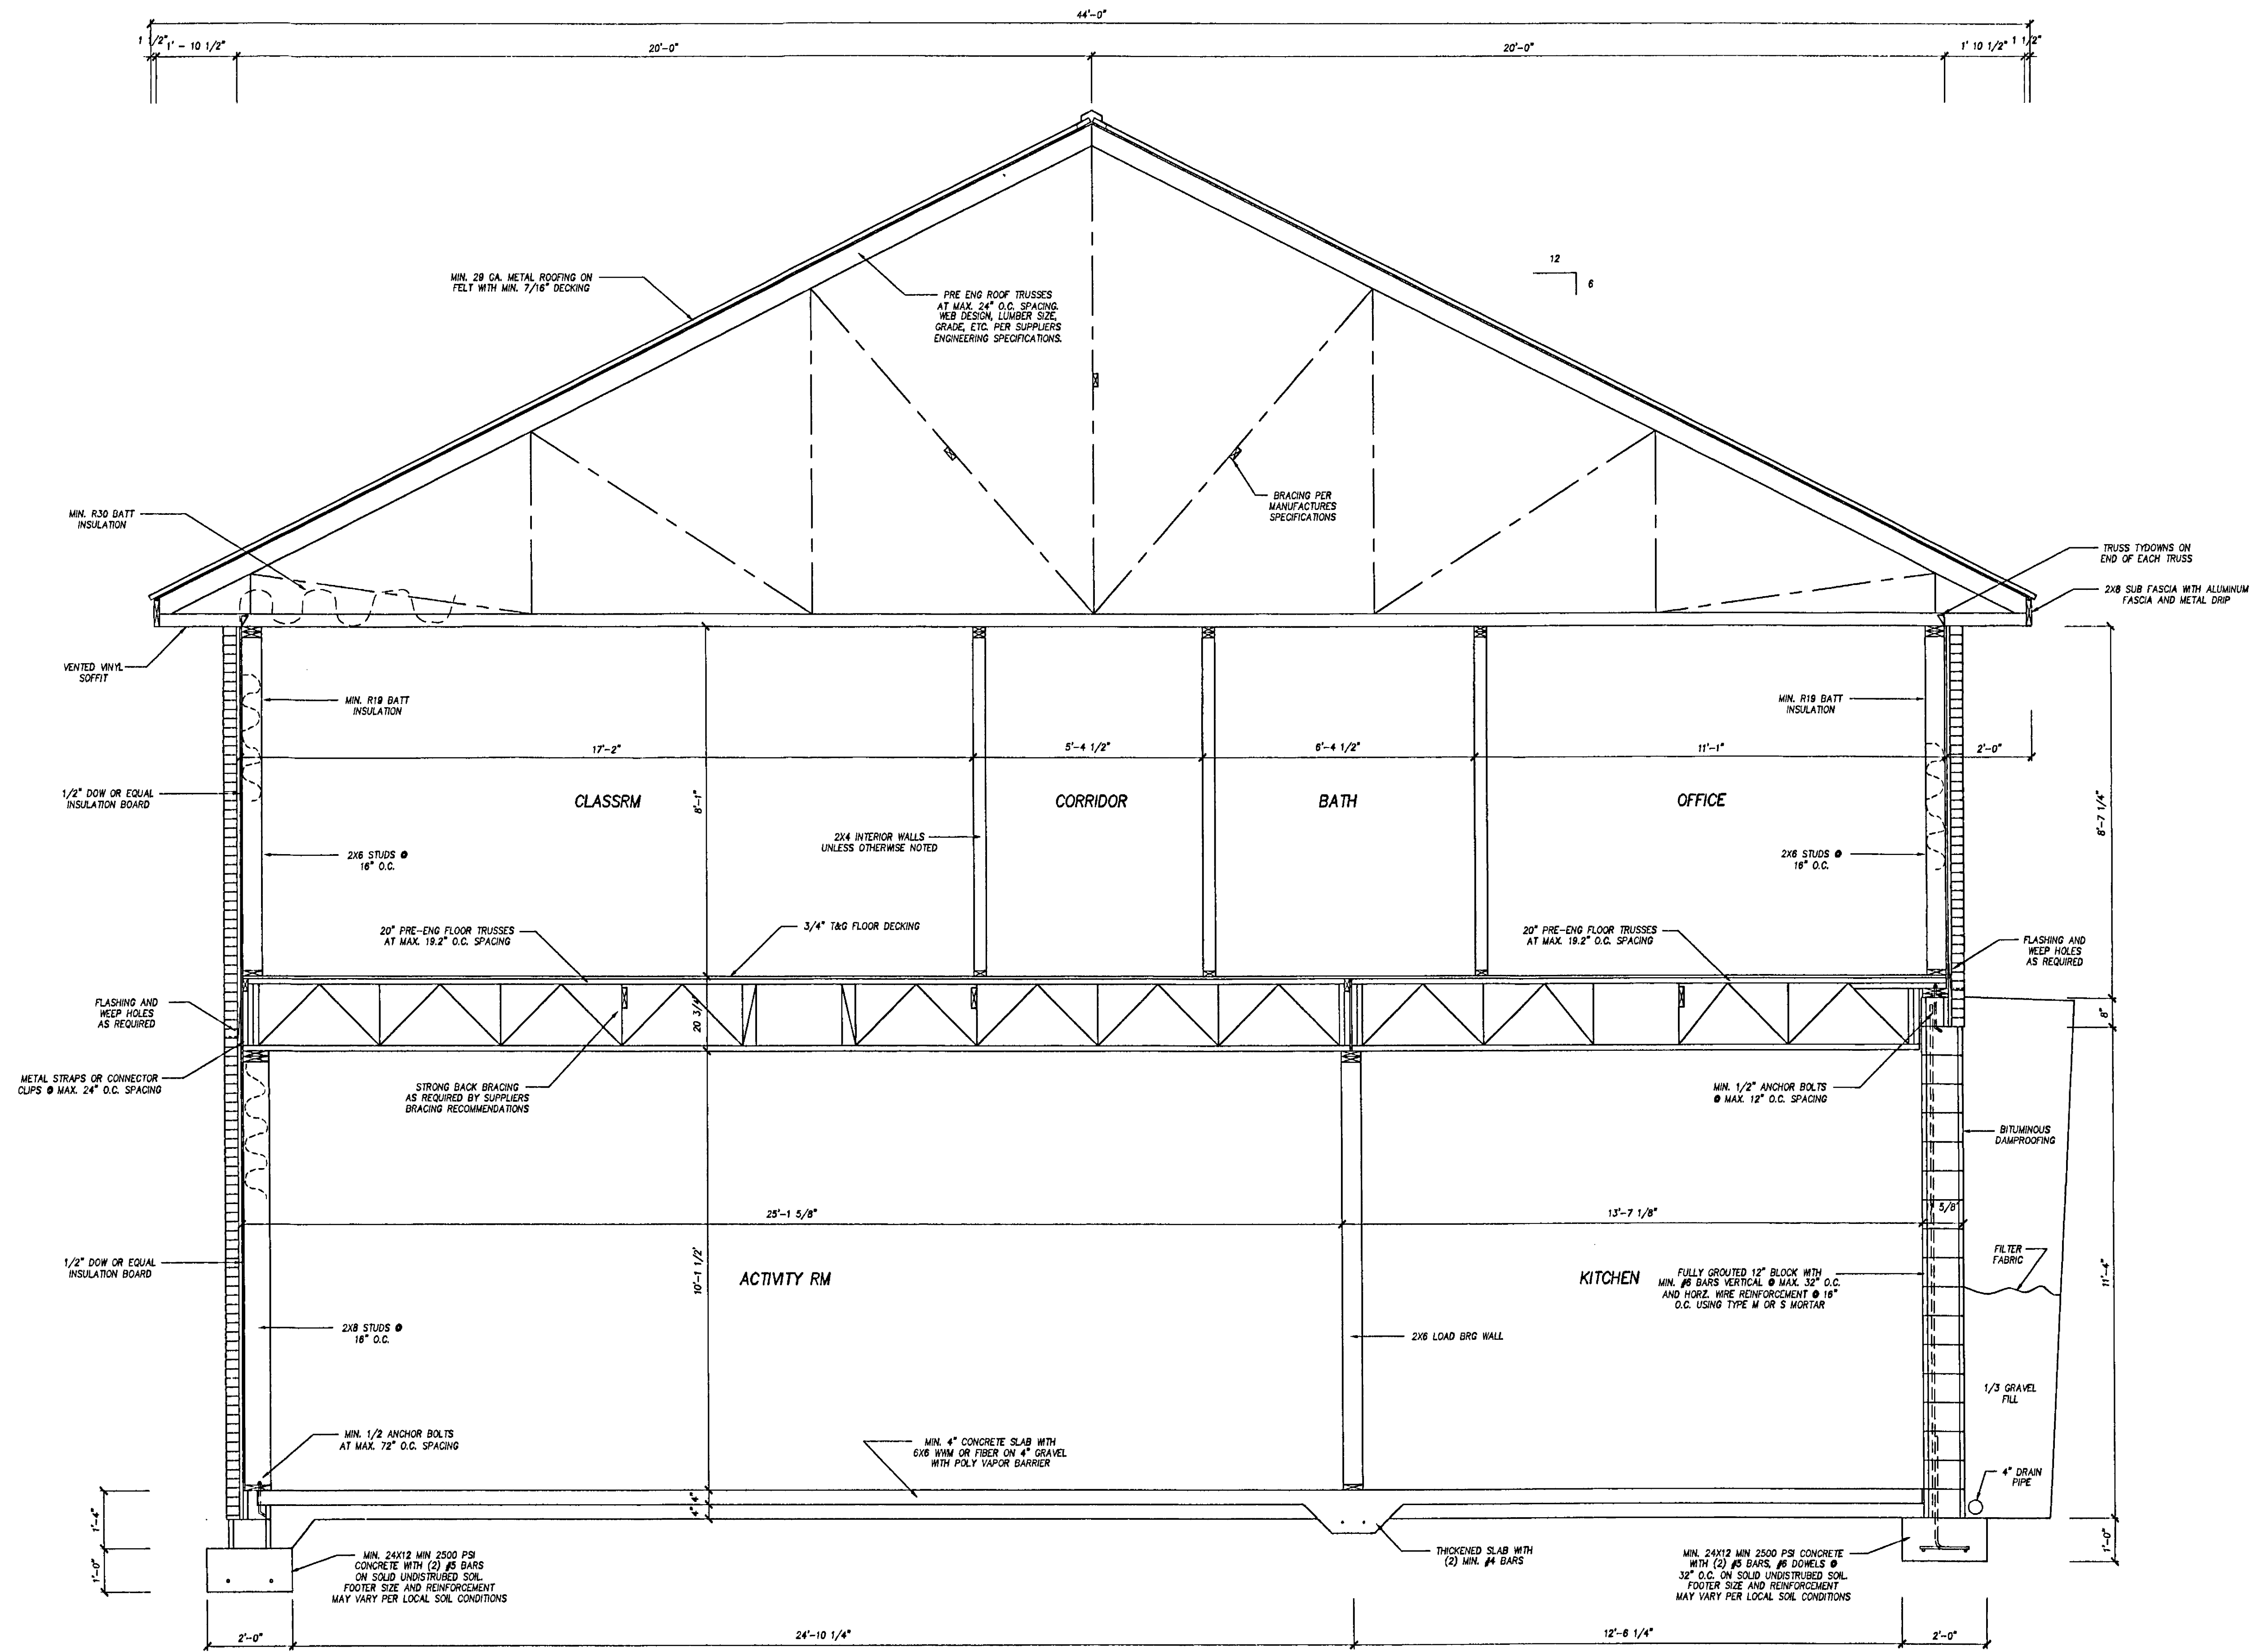 44'-0"
1 1/2"
1' - 10 1/2"
20'-0"
20'-0"
1' 10 1/2"
1 1/2"
12
6
MIN. 29 GA. METAL ROOFING ON
FELT WITH MIN. 7/16" DECKING
PRE ENG ROOF TRUSSES
AT MAX. 24" O.C. SPACING.
WEB DESIGN, LUMBER SIZE,
GRADE, ETC. PER SUPPLIERS
ENGINEERING SPECIFICATIONS.
BRACING PER
MANUFACTURES
SPECIFICATIONS
MIN. R30 BATT
INSULATION
TRUSS TYDOWNS ON
END OF EACH TRUSS
2X8 SUB FASCIA WITH ALUMINUM
FASCIA AND METAL DRIP
VENTED VINYL
SOFFIT
MIN. R19 BATT
INSULATION
MIN. R19 BATT
INSULATION
17'-2"
5'-4 1/2"
6'-4 1/2"
11'-1"
2'-0"
1/2" DOW OR EQUAL
INSULATION BOARD
CLASSRM
8'-1"
CORRIDOR
BATH
OFFICE
8'-7 1/4"
2X4 INTERIOR WALLS
UNLESS OTHERWISE NOTED
2X6 STUDS @
16" O.C.
2X6 STUDS @
16" O.C.
20" PRE-ENG FLOOR TRUSSES
AT MAX. 19.2" O.C. SPACING
3/4" T&G FLOOR DECKING
20" PRE-ENG FLOOR TRUSSES
AT MAX. 19.2" O.C. SPACING
FLASHING AND
WEEP HOLES
AS REQUIRED
FLASHING AND
WEEP HOLES
AS REQUIRED
20 3/4"
8"
METAL STRAPS OR CONNECTOR
CLIPS @ MAX. 24" O.C. SPACING
STRONG BACK BRACING
AS REQUIRED BY SUPPLIERS
BRACING RECOMMENDATIONS
MIN. 1/2" ANCHOR BOLTS
@ MAX. 12" O.C. SPACING
BITUMINOUS
DAMPROOFING
25'-1 5/8"
13'-7 1/8"
5/8"
1/2" DOW OR EQUAL
INSULATION BOARD
10'-1 1/2'
ACTIVITY RM
KITCHEN
FULLY GROUTED 12" BLOCK WITH
MIN. #6 BARS VERTICAL @ MAX. 32" O.C.
AND HORZ. WIRE REINFORCEMENT @ 16"
O.C. USING TYPE M OR S MORTAR
FILTER
FABRIC
11'-4"
2X8 STUDS @
16" O.C.
2X6 LOAD BRG WALL
1/3 GRAVEL
FILL
MIN. 1/2 ANCHOR BOLTS
AT MAX. 72" O.C. SPACING
MIN. 4" CONCRETE SLAB WITH
6X6 WWM OR FIBER ON 4" GRAVEL
WITH POLY VAPOR BARRIER
4" DRAIN
PIPE
1'-4"
4"
4"
1'-0"
1'-0"
MIN. 24X12 MIN 2500 PSI
CONCRETE WITH (2) #5 BARS
ON SOLID UNDISTRUBED SOIL.
FOOTER SIZE AND REINFORCEMENT
MAY VARY PER LOCAL SOIL CONDITIONS
THICKENED SLAB WITH
(2) MIN. #4 BARS
MIN. 24X12 MIN 2500 PSI CONCRETE
WITH (2) #5 BARS, #6 DOWELS @
32" O.C. ON SOLID UNDISTRUBED SOIL.
FOOTER SIZE AND REINFORCEMENT
MAY VARY PER LOCAL SOIL CONDITIONS
2'-0"
24'-10 1/4"
12'-6 1/4"
2'-0"